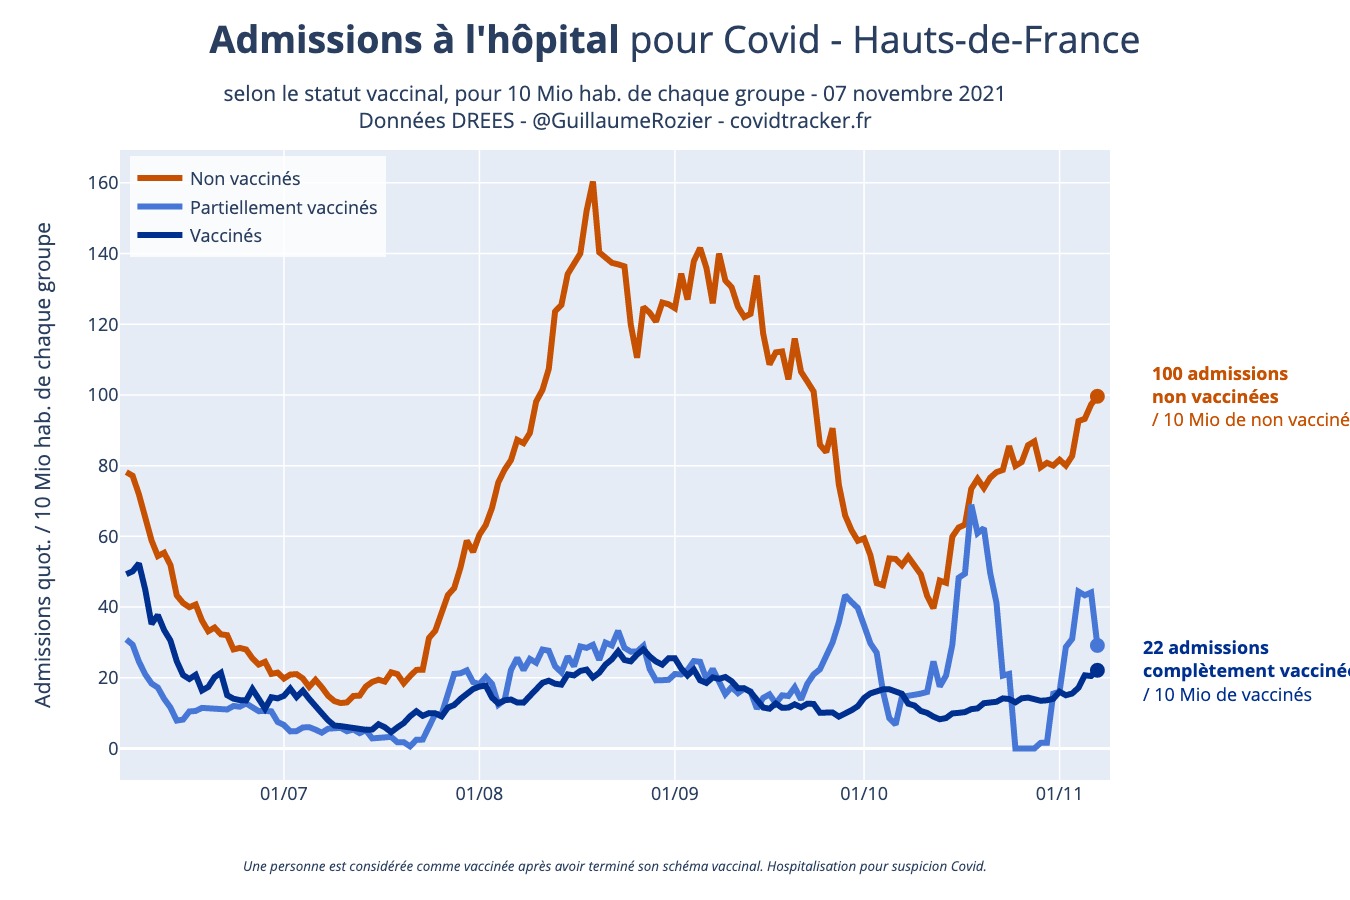 Admissions à l'hôpital pour Covid - Hauts-de-France
selon le statut vaccinal, pour 10 Mio hab. de chaque groupe - 07 novembre 2021
Données DREES - @GuillaumeRozier - covidtracker.fr
Non vaccinés
Partiellement vaccinés
Vaccinés
Admissions quot. / 10 Mio hab. de chaque groupe
160
140
120
100
80
60
40
20
0
01/07
01/08
01/09
01/10
01/11
100 admissions
non vaccinées
/ 10 Mio de non vacciné
22 admissions
complètement vacciné
/ 10 Mio de vaccinés
Une personne est considérée comme vaccinée après avoir terminé son schéma vaccinal. Hospitalisation pour suspicion Covid.